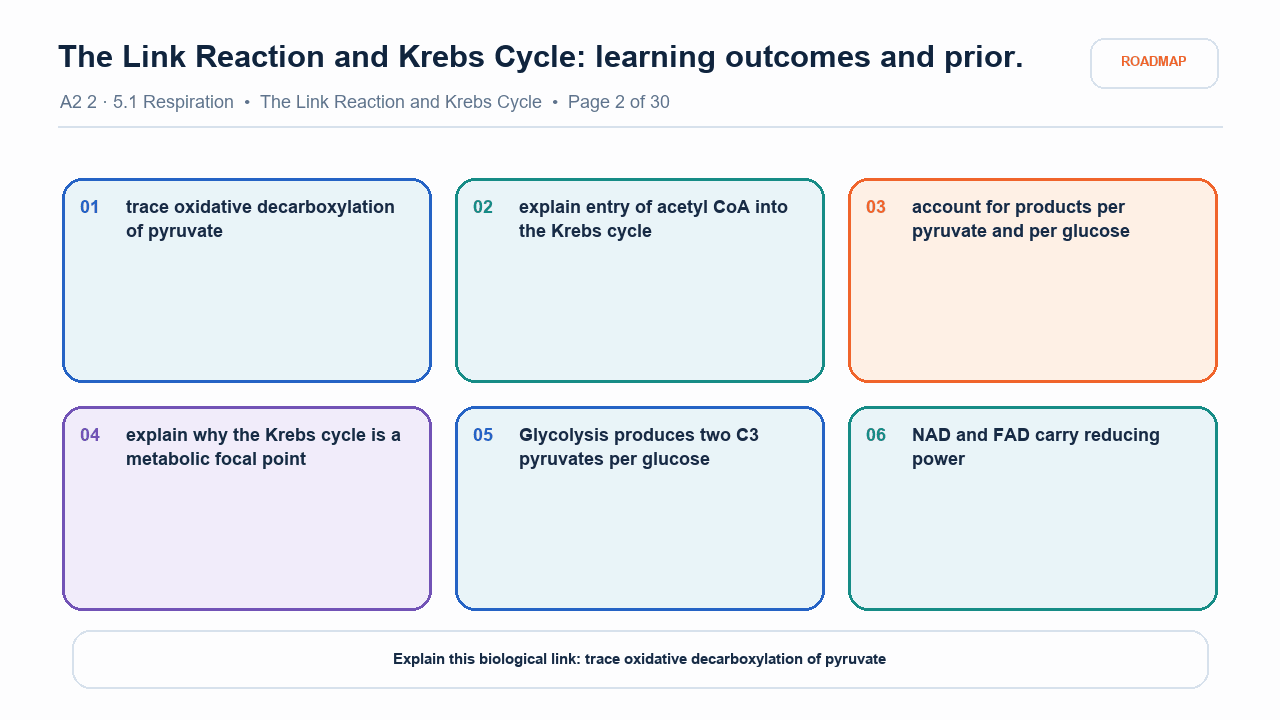 The Link Reaction and Krebs Cycle: learning outcomes and prior.
ROADMAP
A2 2 · 5.1 Respiration • The Link Reaction and Krebs Cycle • Page 2 of 30
01 trace oxidative decarboxylation
of pyruvate
02 explain entry of acetyl CoA into
the Krebs cycle
03 account for products per
pyruvate and per glucose
04 explain why the Krebs cycle is a
metabolic focal point
05 Glycolysis produces two C3
pyruvates per glucose
06 NAD and FAD carry reducing
power
Explain this biological link: trace oxidative decarboxylation of pyruvate